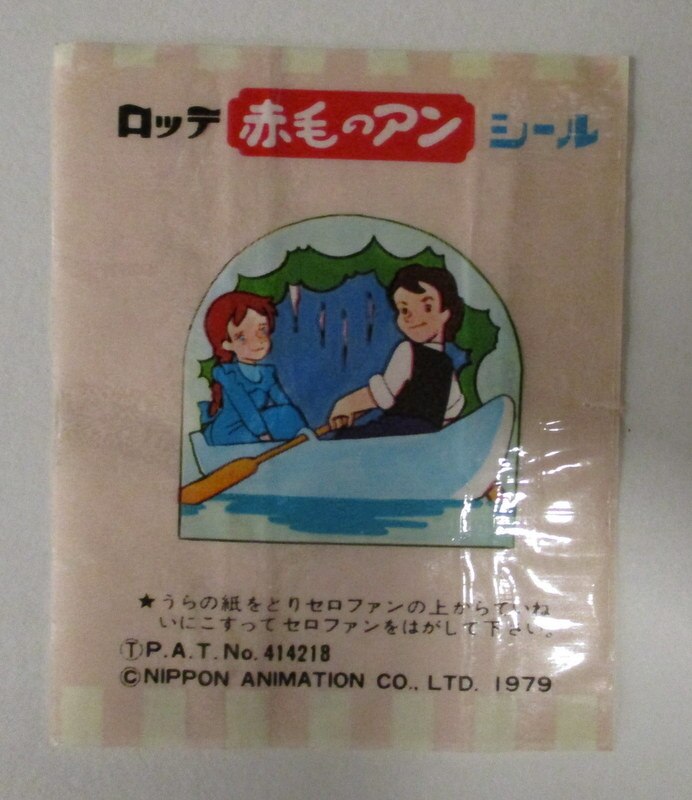 ロッテ 赤毛のアン シール
★うらの紙をとりセロファンの上からていね
いにこすってセロファンをはがして下さい。
ⓉP.A.T.No.414218
©NIPPON ANIMATION CO., LTD. 1979